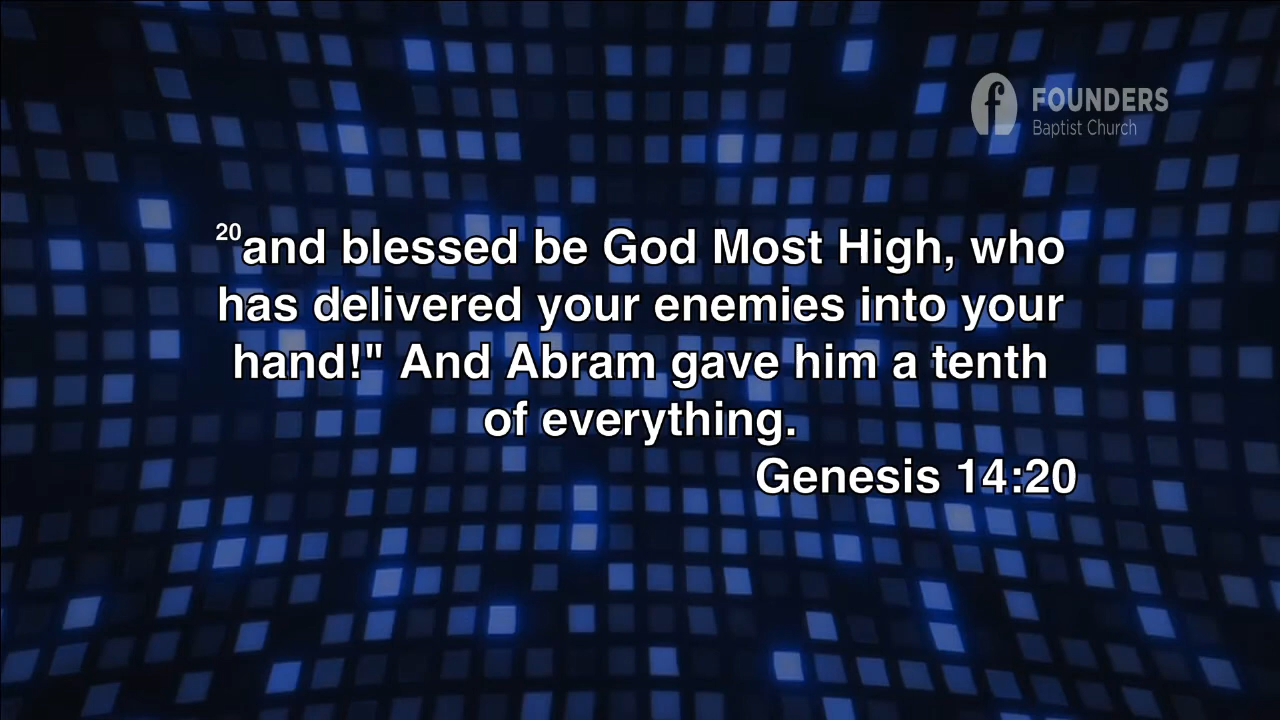 FOUNDERS
Baptist Church
20and blessed be God Most High, who
has delivered your enemies into your
hand!" And Abram gave him a tenth
of everything.
Genesis 14:20